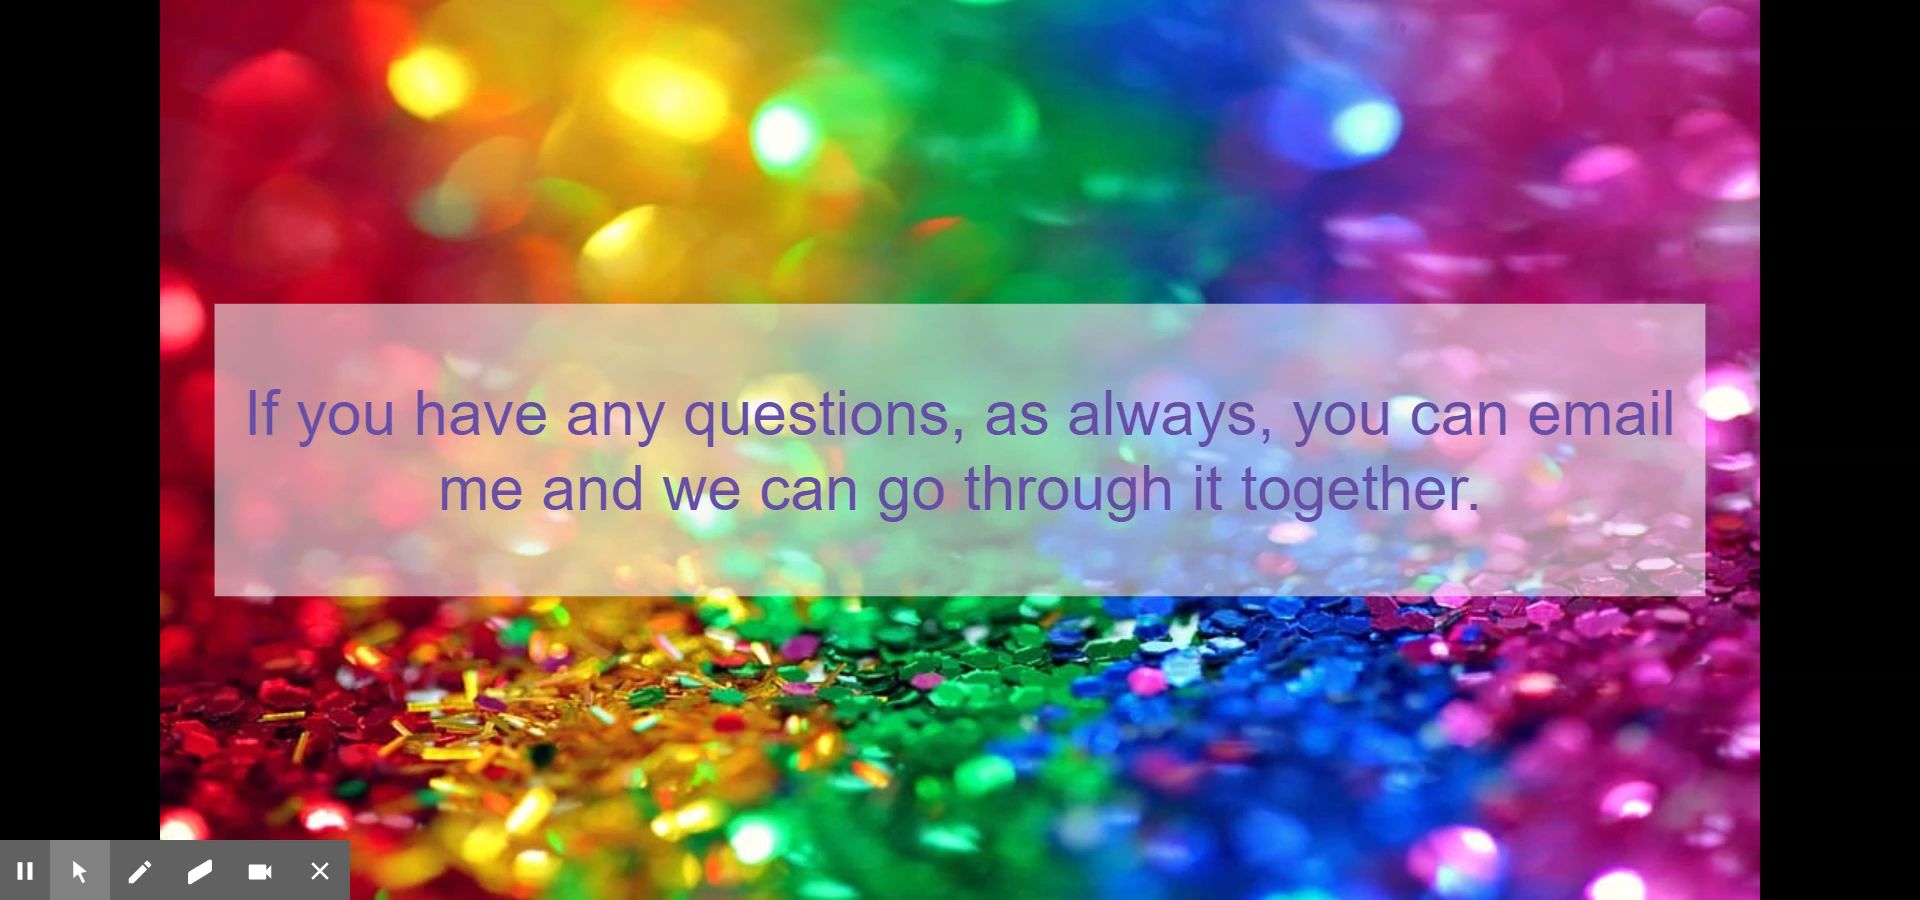 If you have any questions, as always, you can email
me and we can go through it together.